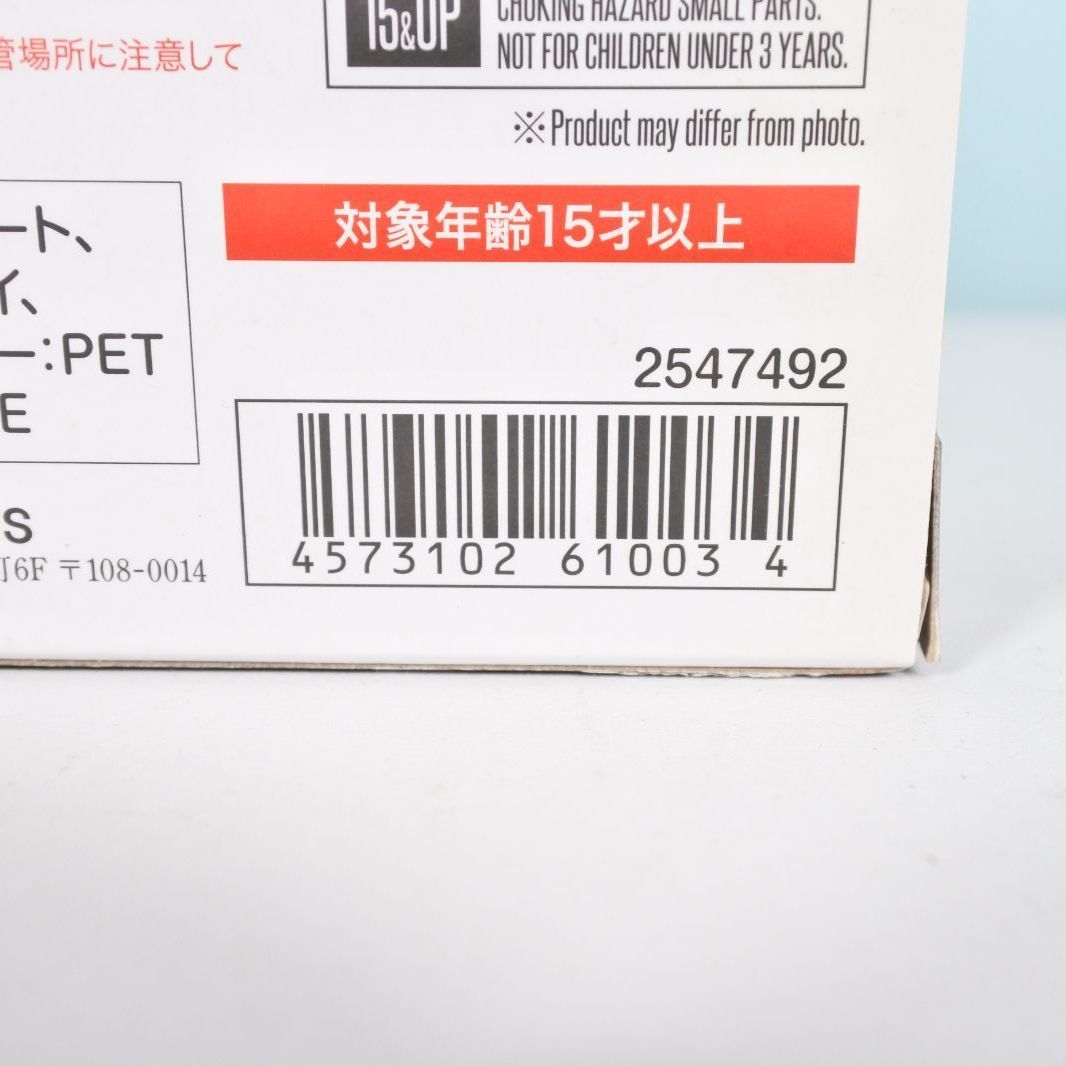 管場所に注意して
15&UP
CHOKING HAZARD SMALL PARTS.
NOT FOR CHILDREN UNDER 3 YEARS.
※Product may differ from photo.
対象年齢15才以上
ート、
イ、
ー:PET
E
S
6F 〒108-0014
2547492
4573102 61003 4